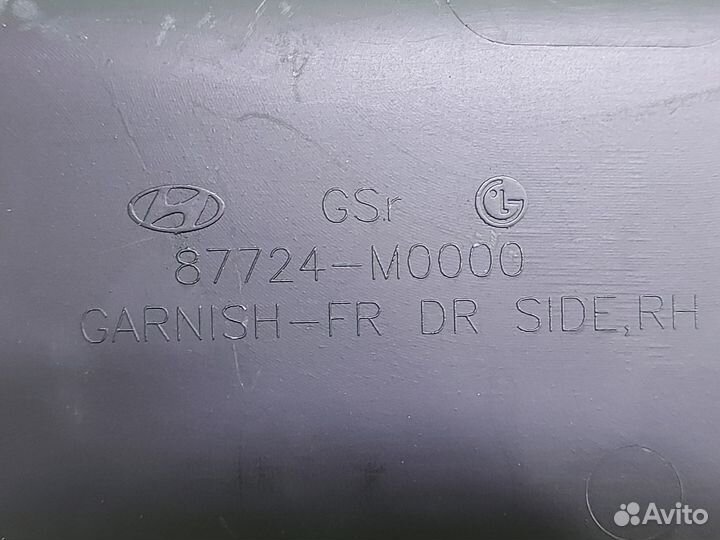 GSr
87724-M0000
GARNISH-FR DR SIDE,RH
Avito